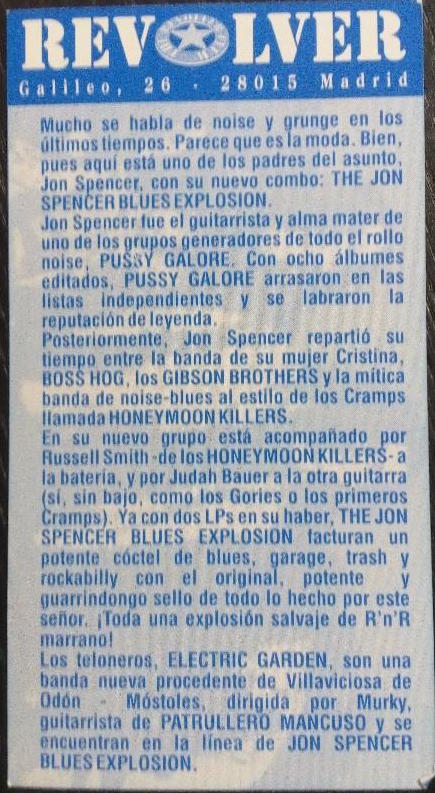 REVOLVER
Galileo, 26 - 28015 Madrid
Mucho se habla de noise y grunge en los
últimos tiempos. Parece que es la moda. Bien,
pues aquí está uno de los padres del asunto,
Jon Spencer, con su nuevo combo: THE JON
SPENCER BLUES EXPLOSION.
Jon Spencer fue el guitarrista y alma mater de
uno de los grupos generadores de todo el rollo
noise, PUSSY GALORE. Con ocho álbumes
editados, PUSSY GALORE arrasaron en las
listas independientes y se labraron la
reputación de leyenda.
Posteriormente, Jon Spencer repartió su
tiempo entre la banda de su mujer Cristina,
BOSS HOG, los GIBSON BROTHERS y la mítica
banda de noise-blues al estilo de los Cramps
llamada HONEYMOON KILLERS.
En su nuevo grupo está acompañado por
Russell Smith -de los HONEYMOON KILLERS- a
la batería, y por Judah Bauer a la otra guitarra
(sí, sin bajo, como los Gories o los primeros
Cramps). Ya con dos LPs en su haber, THE JON
SPENCER BLUES EXPLOSION facturan un
potente cóctel de blues, garage, trash y
rockabilly con el original, potente y
guarrindongo sello de todo lo hecho por este
señor. ¡Toda una explosión salvaje de R'n'R
marrano!
Los teloneros, ELECTRIC GARDEN, son una
banda nueva procedente de Villaviciosa de
Odón - Móstoles, dirigida por Murky,
guitarrista de PATRULLERO MANCUSO y se
encuentran en la línea de JON SPENCER
BLUES EXPLOSION.